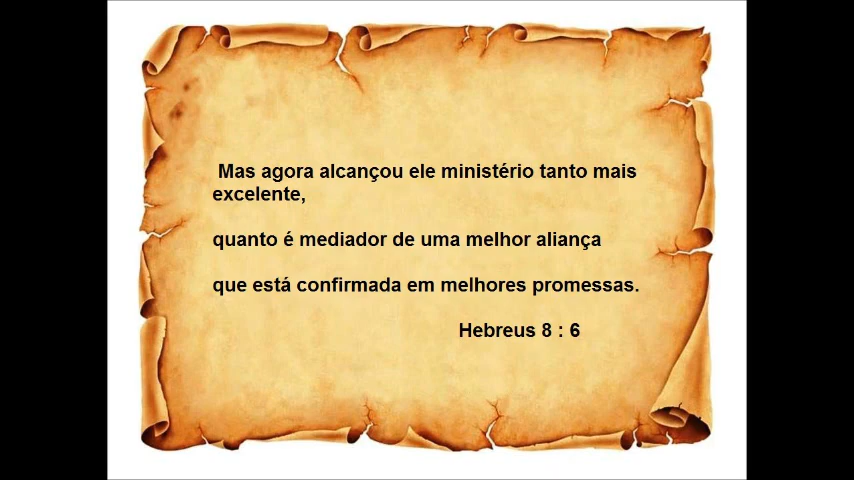 Mas agora alcançou ele ministério tanto mais
excelente,
quanto é mediador de uma melhor aliança
que está confirmada em melhores promessas.
Hebreus 8 : 6